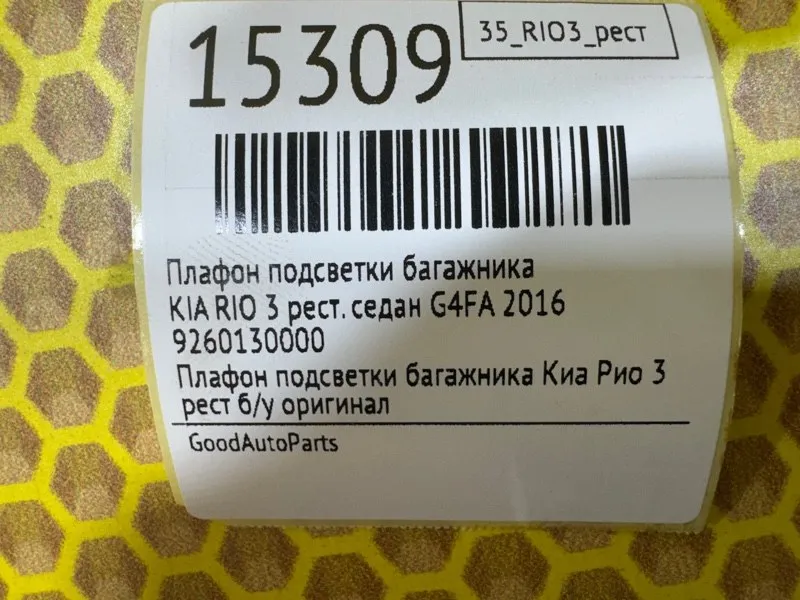 15309
35_RIO3_рест
Плафон подсветки багажника
KIA RIO 3 рест. седан G4FA 2016
9260130000
Плафон подсветки багажника Киа Рио 3
рест б/у оригинал
GoodAutoParts